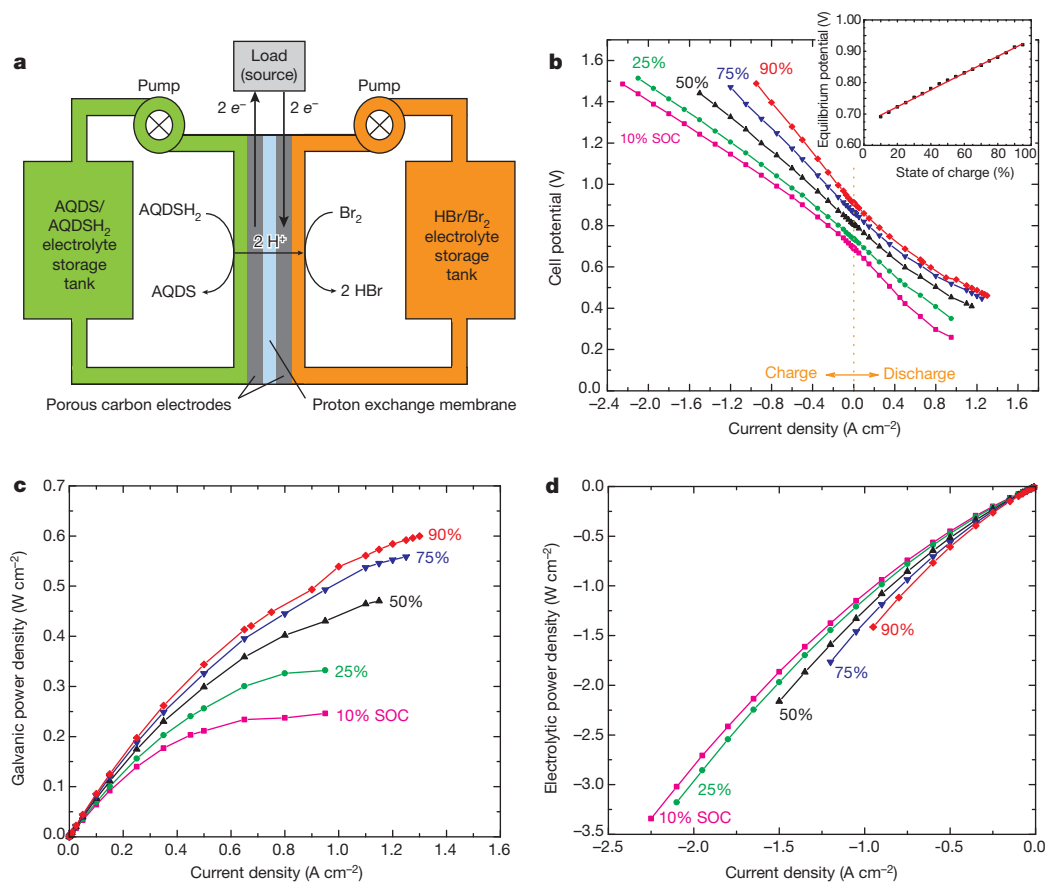 a
Load
(source)
Pump
Pump
2 e⁻
2 e⁻
AQDS/
AQDSH₂
electrolyte
storage
tank
AQDSH₂
Br₂
2 H⁺
AQDS
2 HBr
HBr/Br₂
electrolyte
storage
tank
Porous carbon electrodes
Proton exchange membrane
b
Cell potential (V)
1.8
1.6
1.4
1.2
1.0
0.8
0.6
0.4
0.2
0.0
25%
50%
75%
90%
10% SOC
Charge
Discharge
−2.4 −2.0 −1.6 −1.2 −0.8 −0.4 0.0 0.4 0.8 1.2 1.6
Current density (A cm⁻²)
Equilibrium potential (V)
1.00
0.90
0.80
0.70
0.60
0 20 40 60 80 100
State of charge (%)
c
Galvanic power density (W cm⁻²)
0.7
0.6
0.5
0.4
0.3
0.2
0.1
0.0
90%
75%
50%
25%
10% SOC
0.0 0.2 0.4 0.6 0.8 1.0 1.2 1.4 1.6
Current density (A cm⁻²)
d
Electrolytic power density (W cm⁻²)
0.0
−0.5
−1.0
−1.5
−2.0
−2.5
−3.0
−3.5
90%
75%
50%
25%
10% SOC
−2.5 −2.0 −1.5 −1.0 −0.5 0.0
Current density (A cm⁻²)